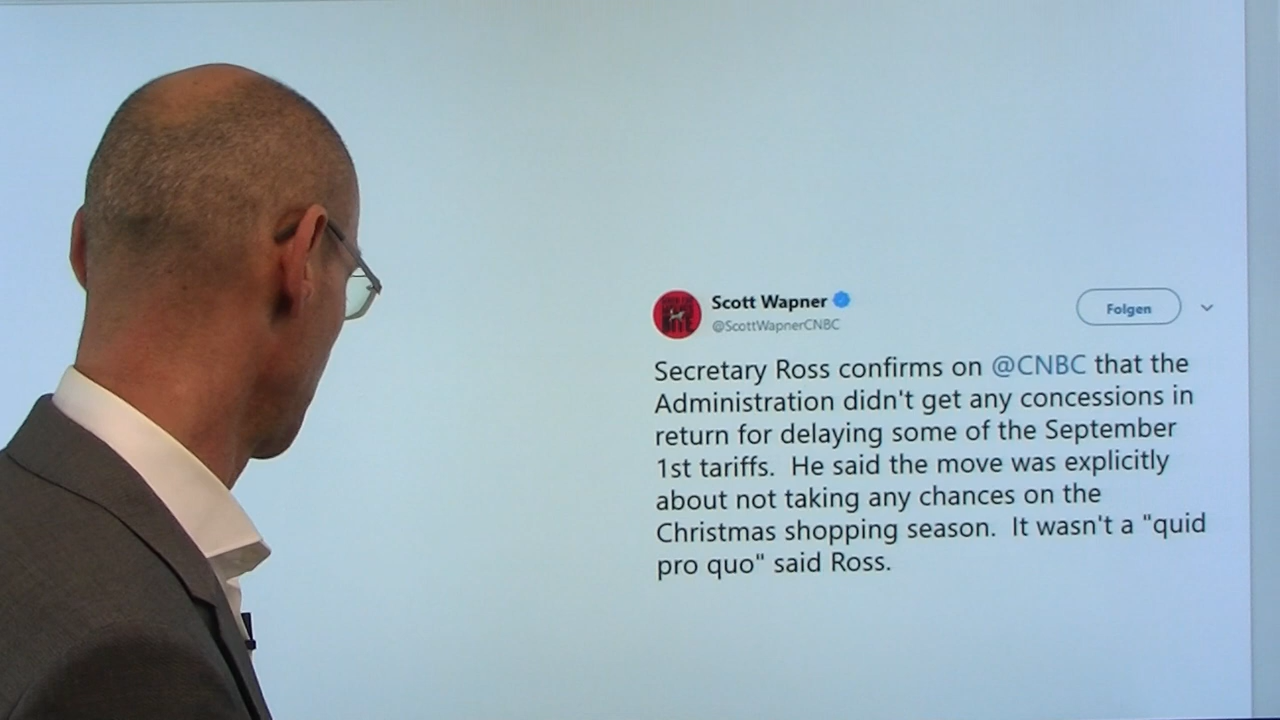 Scott Wapner
@ScottWapnerCNBC
Folgen
Secretary Ross confirms on @CNBC that the
Administration didn't get any concessions in
return for delaying some of the September
1st tariffs.  He said the move was explicitly
about not taking any chances on the
Christmas shopping season.  It wasn't a "quid
pro quo" said Ross.